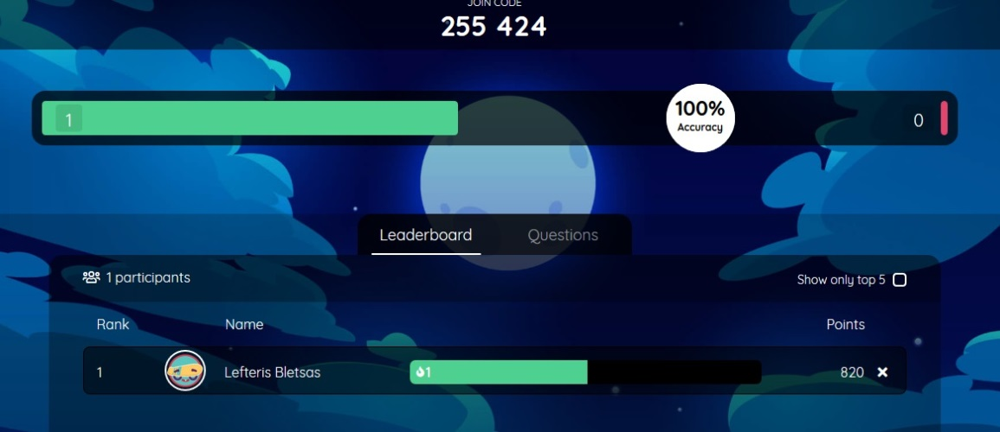 JOIN CODE
255 424
1
100%
Accuracy
0
Leaderboard Questions
1 participants Show only top 5
Rank Name Points
1 Lefteris Bletsas 1 820